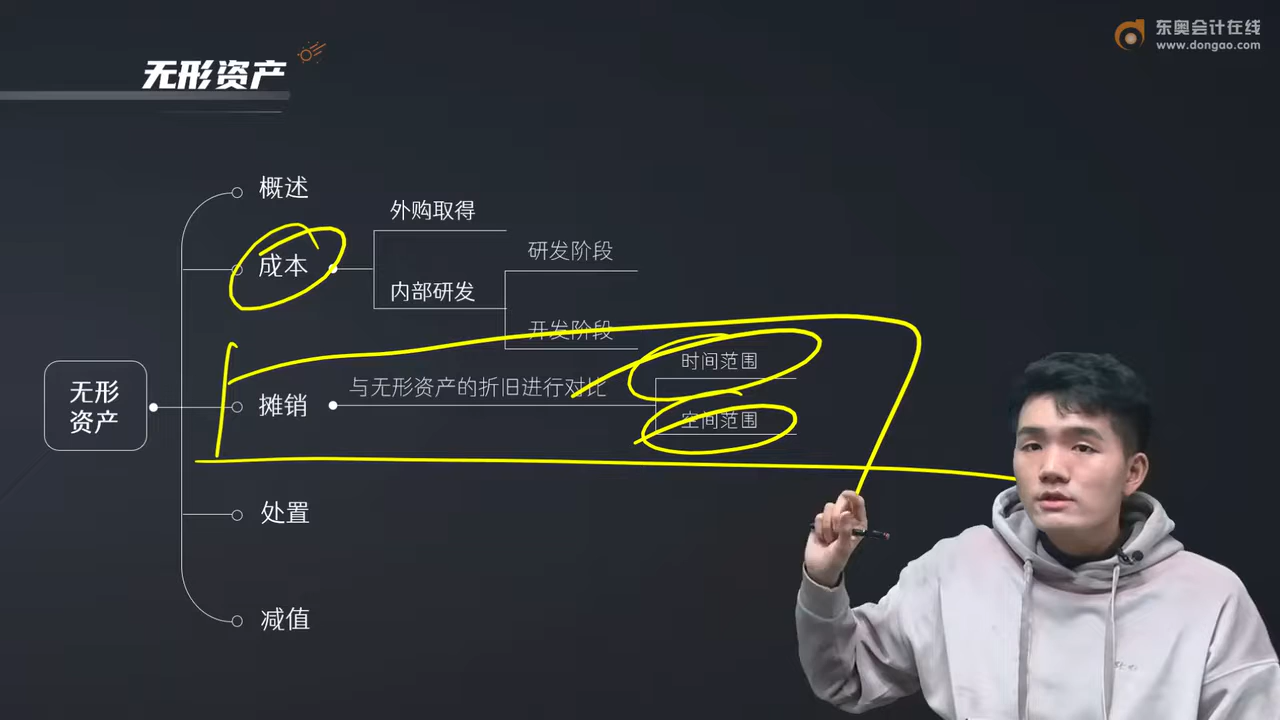 东奥会计在线
www.dongao.com
无形资产
概述
外购取得
研发阶段
成本
内部研发
开发阶段
时间范围
与无形资产的折旧进行对比
无形
资产
摊销
空间范围
处置
减值